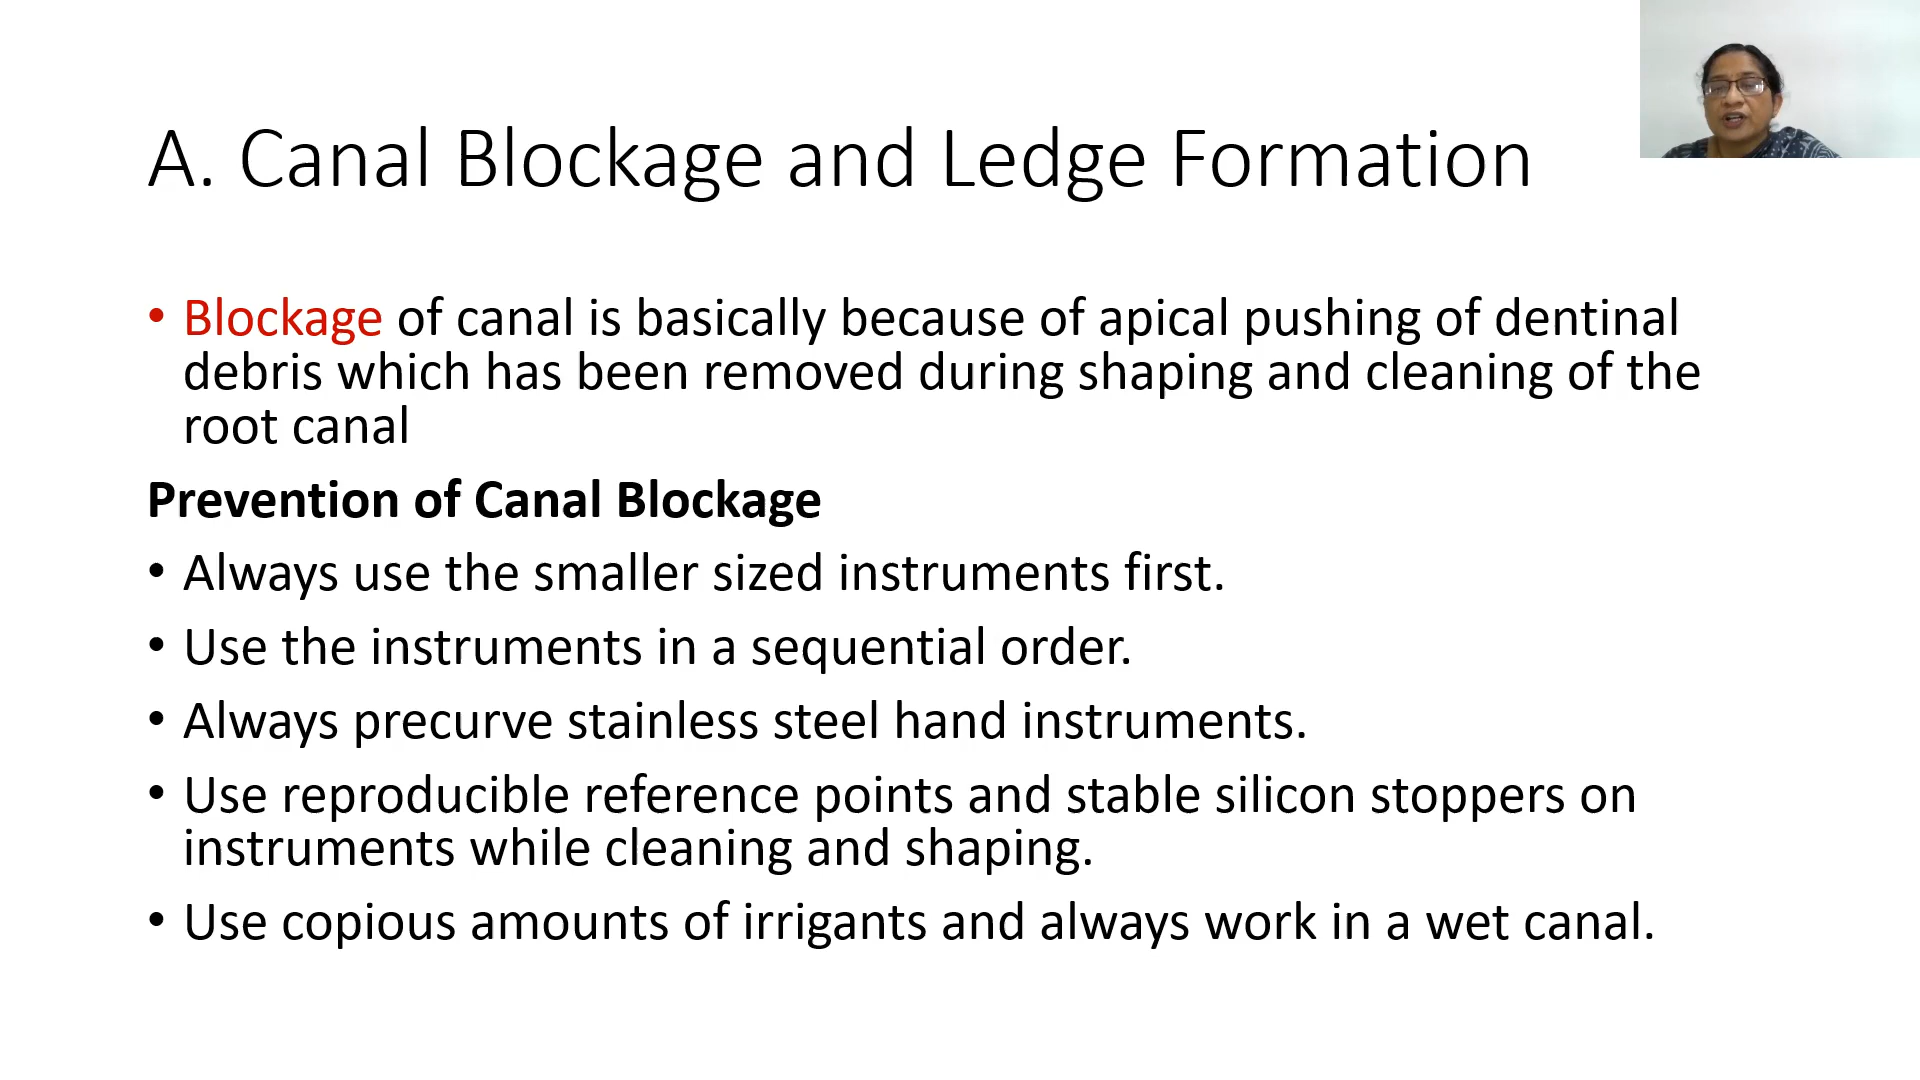 A. Canal Blockage and Ledge Formation
• Blockage of canal is basically because of apical pushing of dentinal
debris which has been removed during shaping and cleaning of the
root canal
Prevention of Canal Blockage
• Always use the smaller sized instruments first.
• Use the instruments in a sequential order.
• Always precurve stainless steel hand instruments.
• Use reproducible reference points and stable silicon stoppers on
instruments while cleaning and shaping.
• Use copious amounts of irrigants and always work in a wet canal.